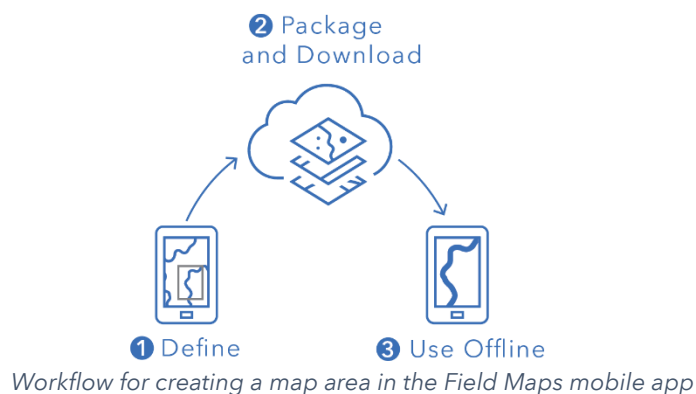 2 Package
and Download
1 Define
3 Use Offline
Workflow for creating a map area in the Field Maps mobile app